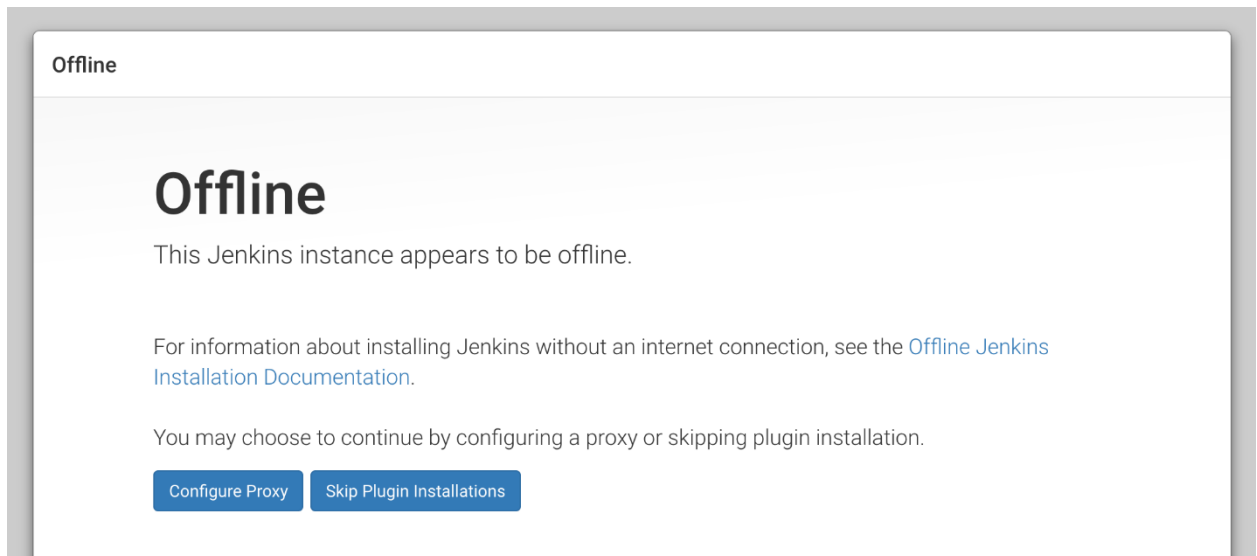 Offline
Offline
This Jenkins instance appears to be offline.
For information about installing Jenkins without an internet connection, see the Offline Jenkins
Installation Documentation.
You may choose to continue by configuring a proxy or skipping plugin installation.
Configure Proxy
Skip Plugin Installations